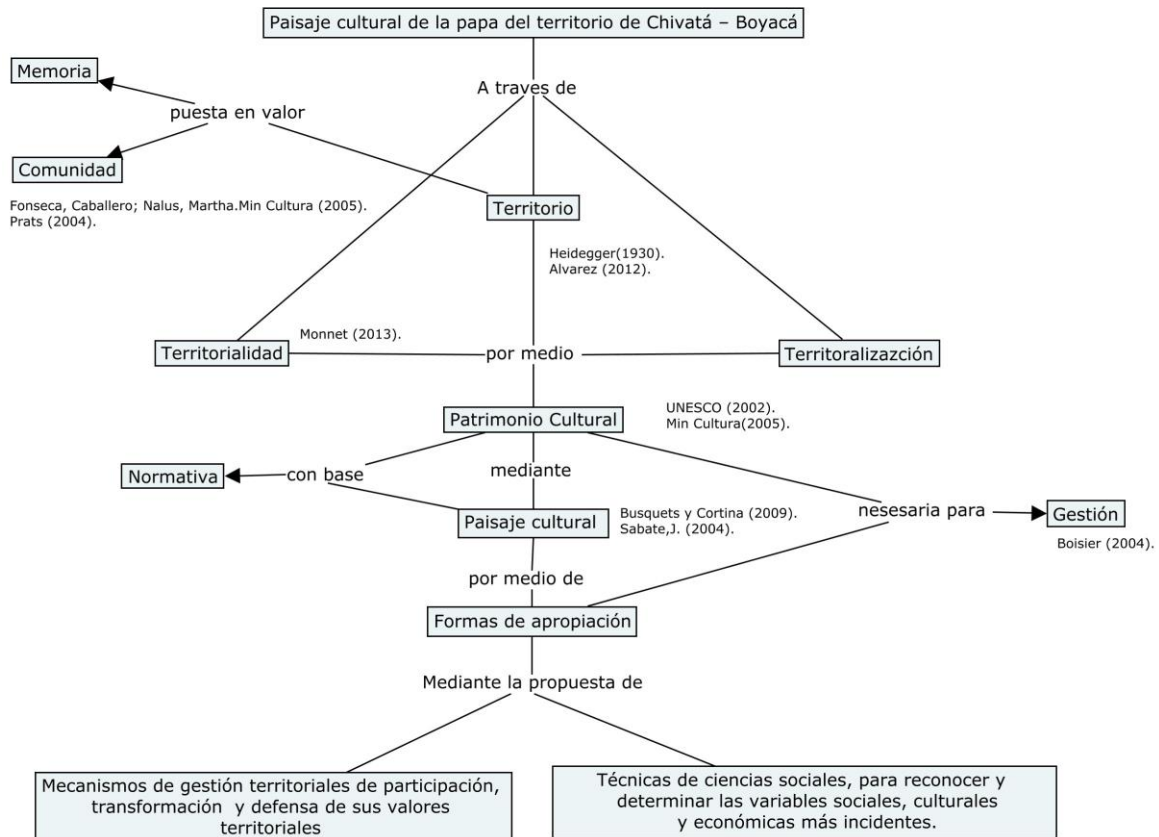 Paisaje cultural de la papa del territorio de Chivatá – Boyacá
Memoria
A traves de
puesta en valor
Comunidad
Fonseca, Caballero; Nalus, Martha.Min Cultura (2005).
Prats (2004).
Territorio
Heidegger(1930).
Alvarez (2012).
Monnet (2013).
Territorialidad
por medio
Territoralizazción
Patrimonio Cultural
UNESCO (2002).
Min Cultura(2005).
Normativa
con base
mediante
Paisaje cultural
Busquets y Cortina (2009).
Sabate,J. (2004).
nesesaria para
Gestión
Boisier (2004).
por medio de
Formas de apropiación
Mediante la propuesta de
Mecanismos de gestión territoriales de participación,
transformación y defensa de sus valores
territoriales
Técnicas de ciencias sociales, para reconocer y
determinar las variables sociales, culturales
y económicas más incidentes.